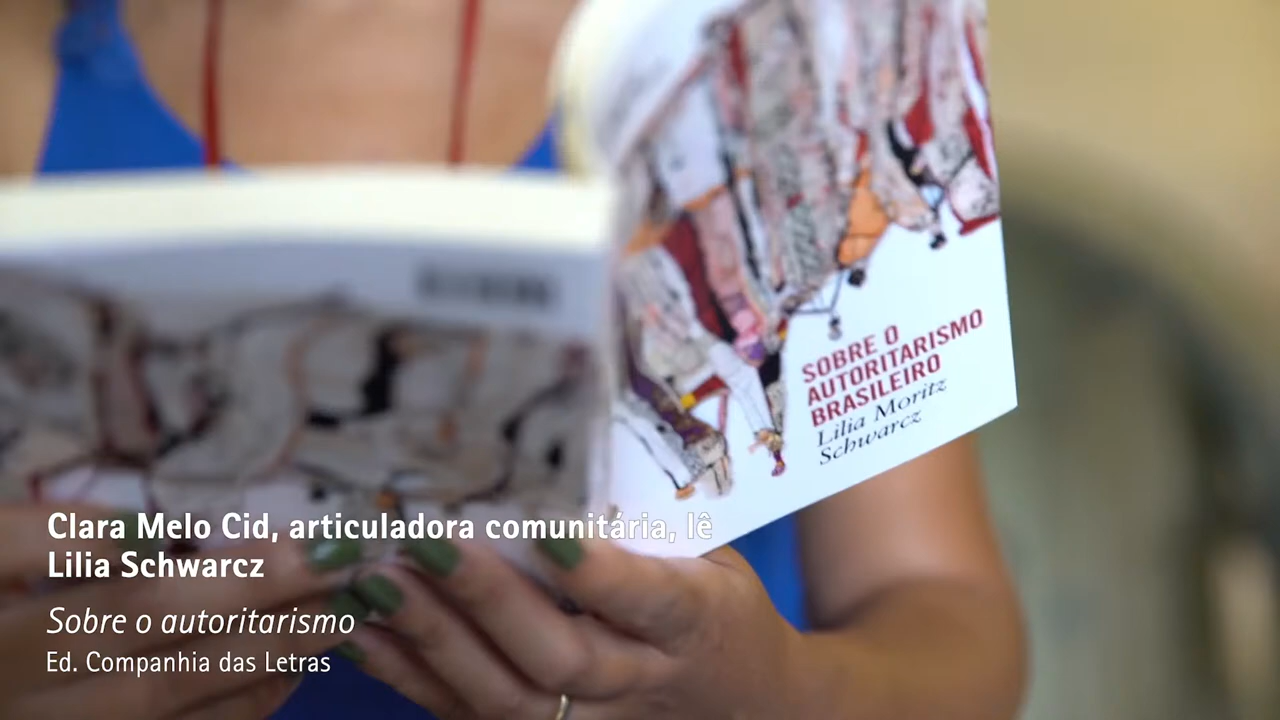 SOBRE O
AUTORITARISMO
BRASILEIRO
Lilia Moritz
Schwarcz
Clara Melo Cid, articuladora comunitária, lê
Lilia Schwarcz
Sobre o autoritarismo
Ed. Companhia das Letras